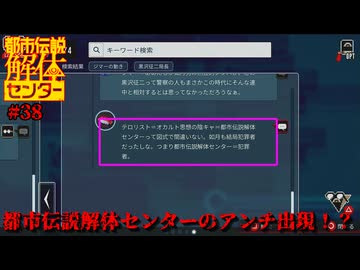 都市伝説
解体
センター
#38
キーワード検索
検索結果
ジマーの動き
黒沢征二局長
黒沢征二って警察の人もまさかこの時代にそんな連中と相対するとは思ってなかっただろうなぁ。
テロリスト＝オカルト思想の陰キャ＝都市伝説解体
センターって図式で間違いない。如月も結局犯罪者
だったしな。つまり都市伝説解体センター＝犯罪
者。
都市伝説解体センターのアンチ出現！？